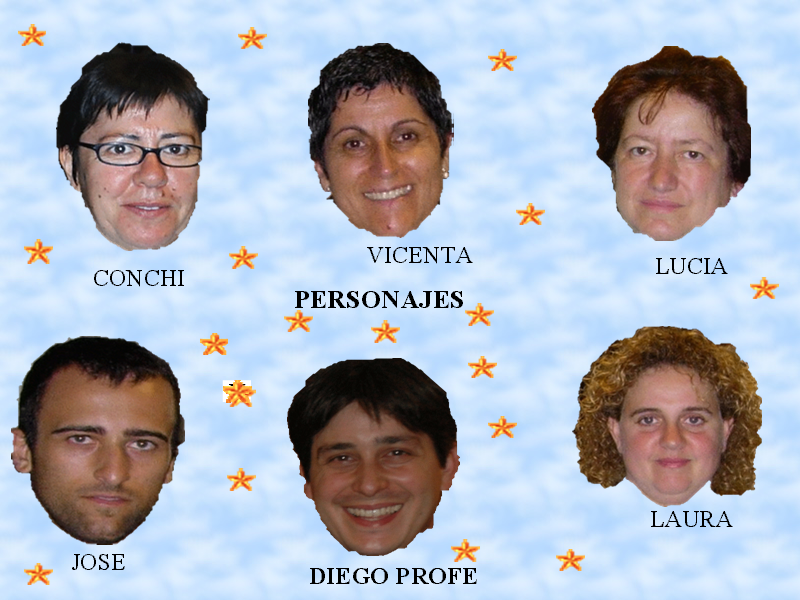 CONCHI
VICENTA
LUCIA
PERSONAJES
JOSE
DIEGO PROFE
LAURA